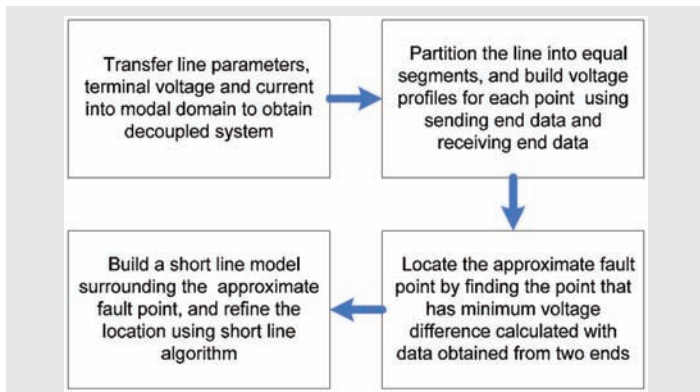 Transfer line parameters,
terminal voltage and current
into modal domain to obtain
decoupled system
Partition the line into equal
segments, and build voltage
profiles for each point using
sending end data and
receiving end data
Locate the approximate fault
point by finding the point that
has minimum voltage
difference calculated with
data obtained from two ends
Build a short line model
surrounding the approximate
fault point, and refine the
location using short line
algorithm